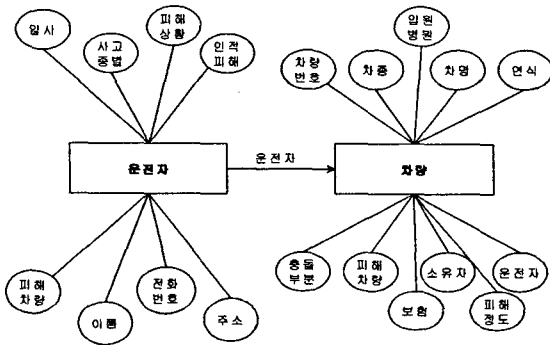 일시
사고
종별
피해
상황
인적
피해
입원
병원
차량
번호
차종
차명
연식
운전자
운전자
차량
피해
차량
이름
전화
번호
주소
충돌
부분
피해
차량
보험
소유자
피해
정도
운전자